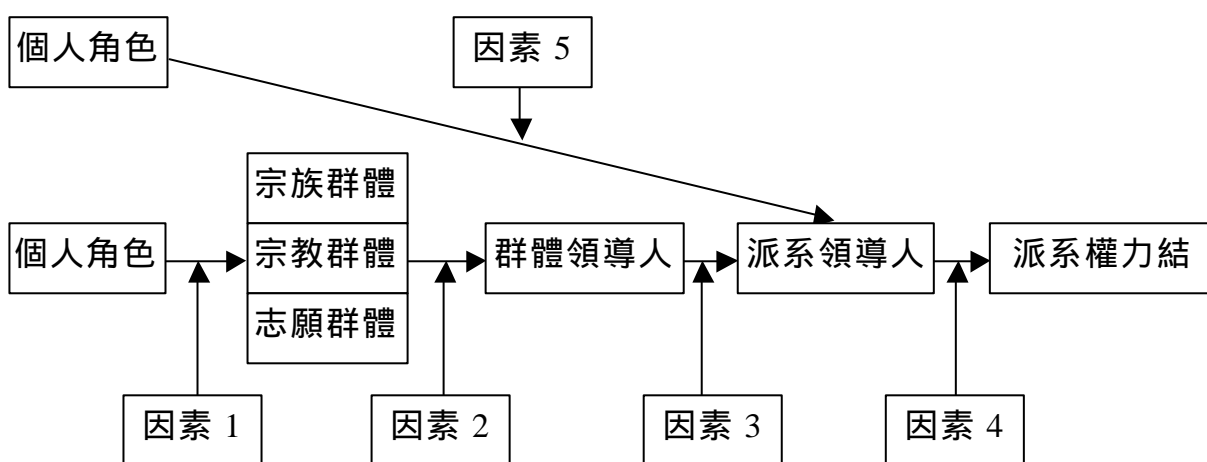 個人角色
因素 5
宗族群體
個人角色
宗教群體
群體領導人
派系領導人
派系權力結
志願群體
因素 1
因素 2
因素 3
因素 4